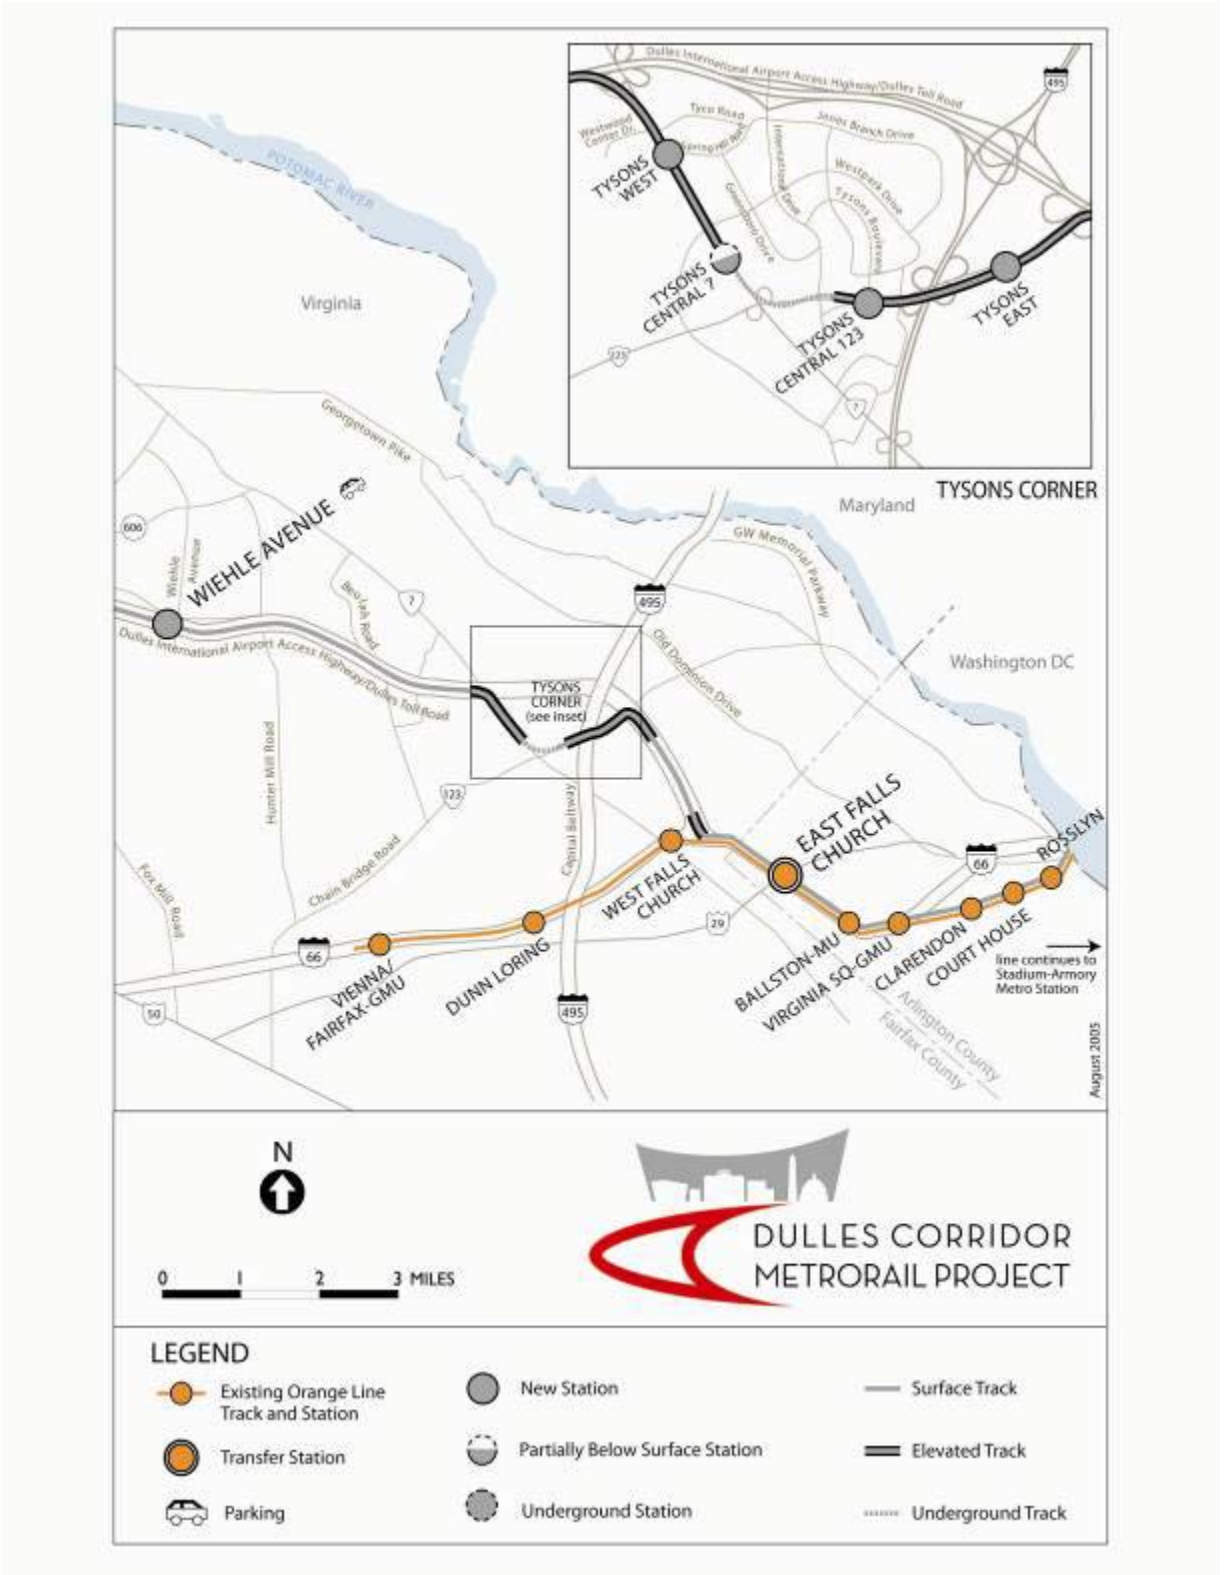 Dulles International Airport Access Highway/Dulles Toll Road
495
Tyco Road
Jones Branch Drive
Westwood
Center Dr.
Springhill Road
International Drive
Westpark Drive
Tysons Boulevard
Greensboro Drive
TYSONS
WEST
TYSONS
CENTRAL 7
TYSONS
CENTRAL 123
TYSONS
EAST
123
7
TYSONS CORNER
POTOMAC RIVER
Virginia
Maryland
Georgetown Pike
GW Memorial Parkway
606
Wiehle
Avenue
WIEHLE AVENUE
Beulah Road
7
495
Old Dominion Drive
Washington DC
Dulles International Airport Access Highway/Dulles Toll Road
TYSONS
CORNER
(see inset)
Hunter Mill Road
123
Capital Beltway
Chain Bridge Road
Fox Mill Road
EAST FALLS
CHURCH
ROSSLYN
66
WEST FALLS
CHURCH
29
66
VIENNA/
FAIRFAX-GMU
DUNN LORING
BALLSTON-MU
VIRGINIA SQ-GMU
CLARENDON
COURT HOUSE
line continues to
Stadium-Armory
Metro Station
50
495
Arlington County
Fairfax County
August 2005
N
0 1 2 3 MILES
DULLES CORRIDOR
METRORAIL PROJECT
LEGEND
Existing Orange Line
Track and Station
Transfer Station
Parking
New Station
Partially Below Surface Station
Underground Station
Surface Track
Elevated Track
Underground Track